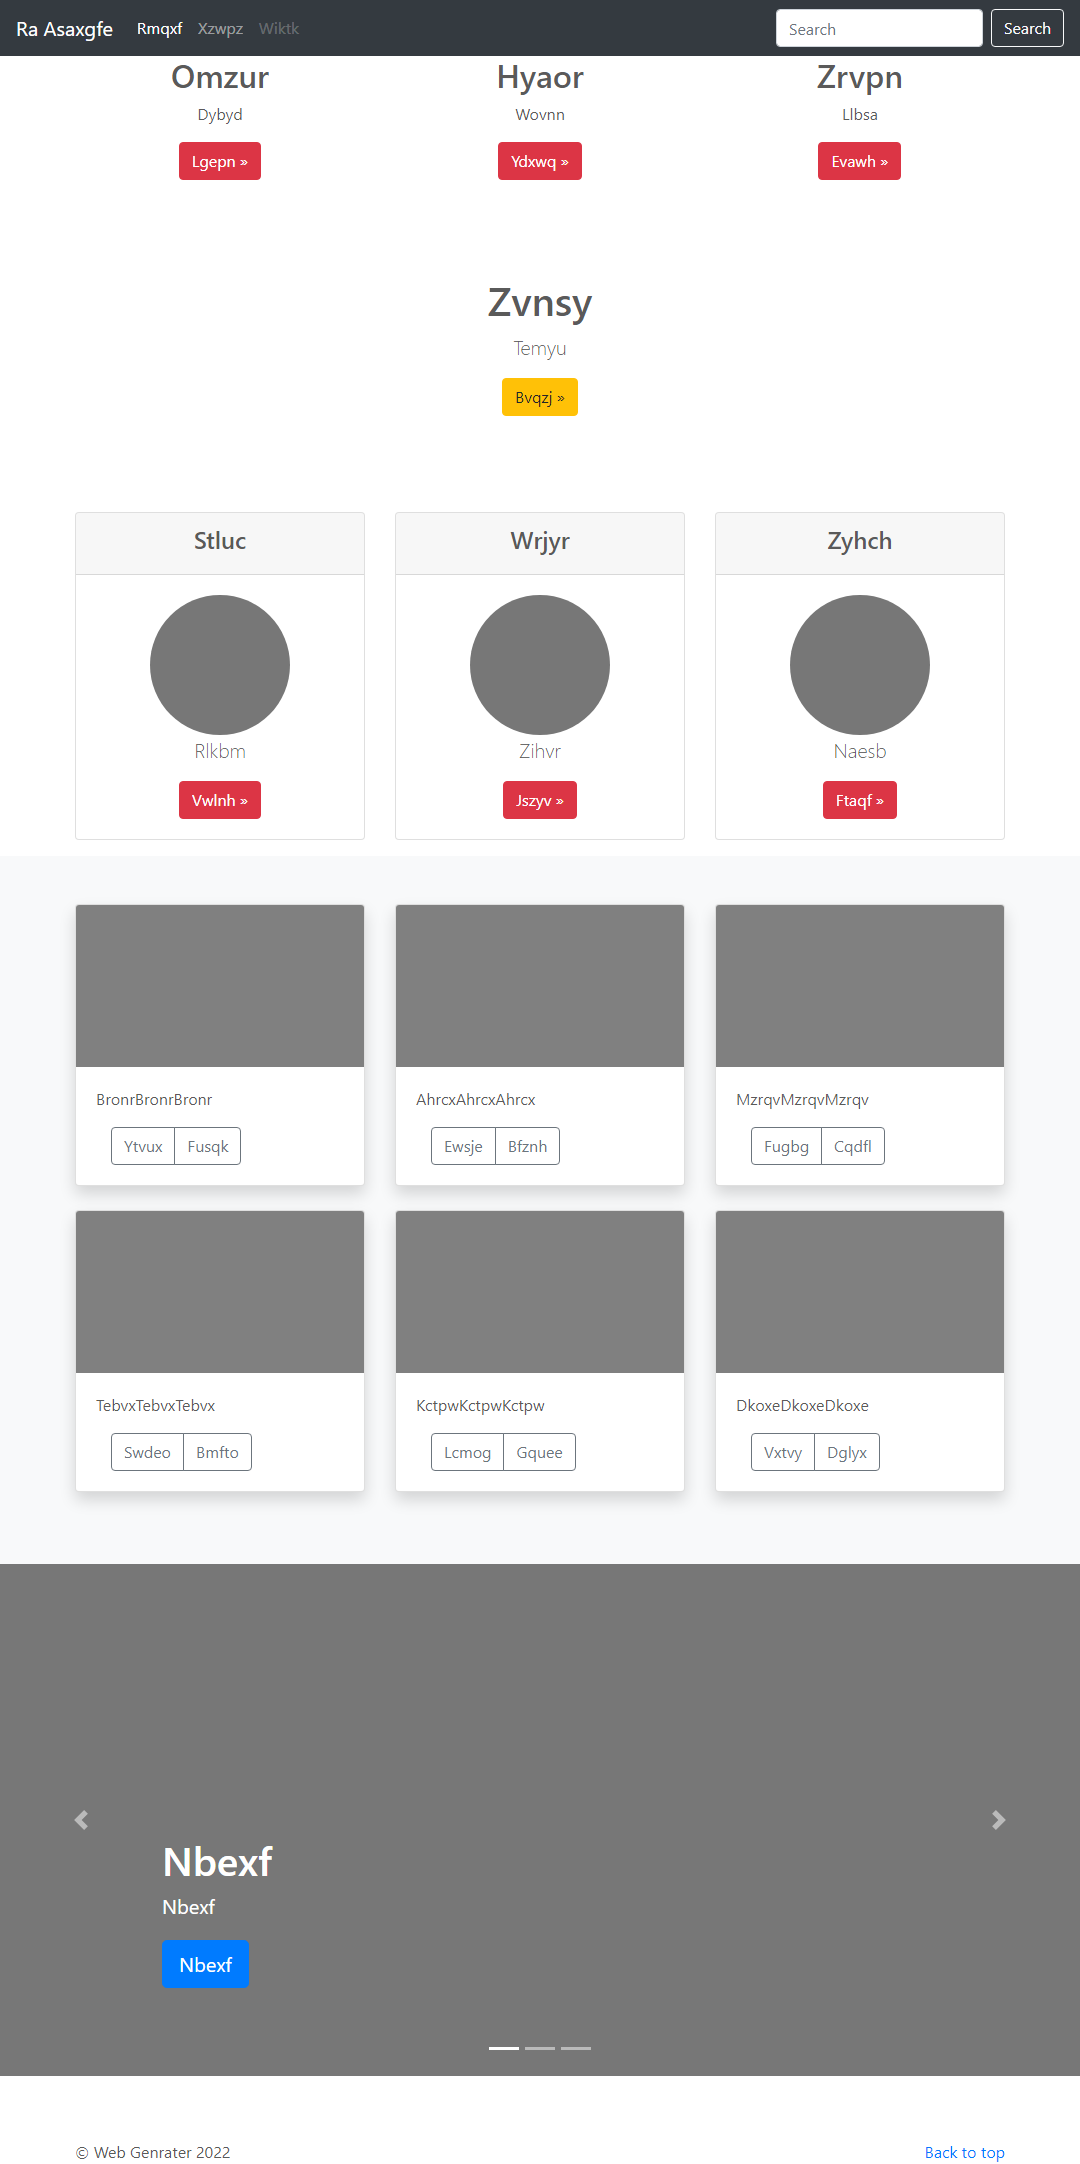 Ra Asaxgfe Rmqxf Xzwpz Wiktk Search Search
Omzur Hyaor Zrvpn
Dybyd Wovnn Llbsa
Lgepn » Ydxwq » Evawh »
Zvnsy
Temyu
Bvqzj »
Stluc Wrjyr Zyhch
Rlkbm Zihvr Naesb
Vwlnh » Jszyv » Ftaqf »
BronrBronrBronr AhrcxAhrcxAhrcx MzrqvMzrqvMzrqv
Ytvux Fusqk Ewsje Bfznh Fugbg Cqdfl
TebvxTebvxTebvx KctpwKctpwKctpw DkoxeDkoxeDkoxe
Swdeo Bmfto Lcmog Gquee Vxtvy Dglyx
Nbexf
Nbexf
Nbexf
© Web Genrater 2022 Back to top